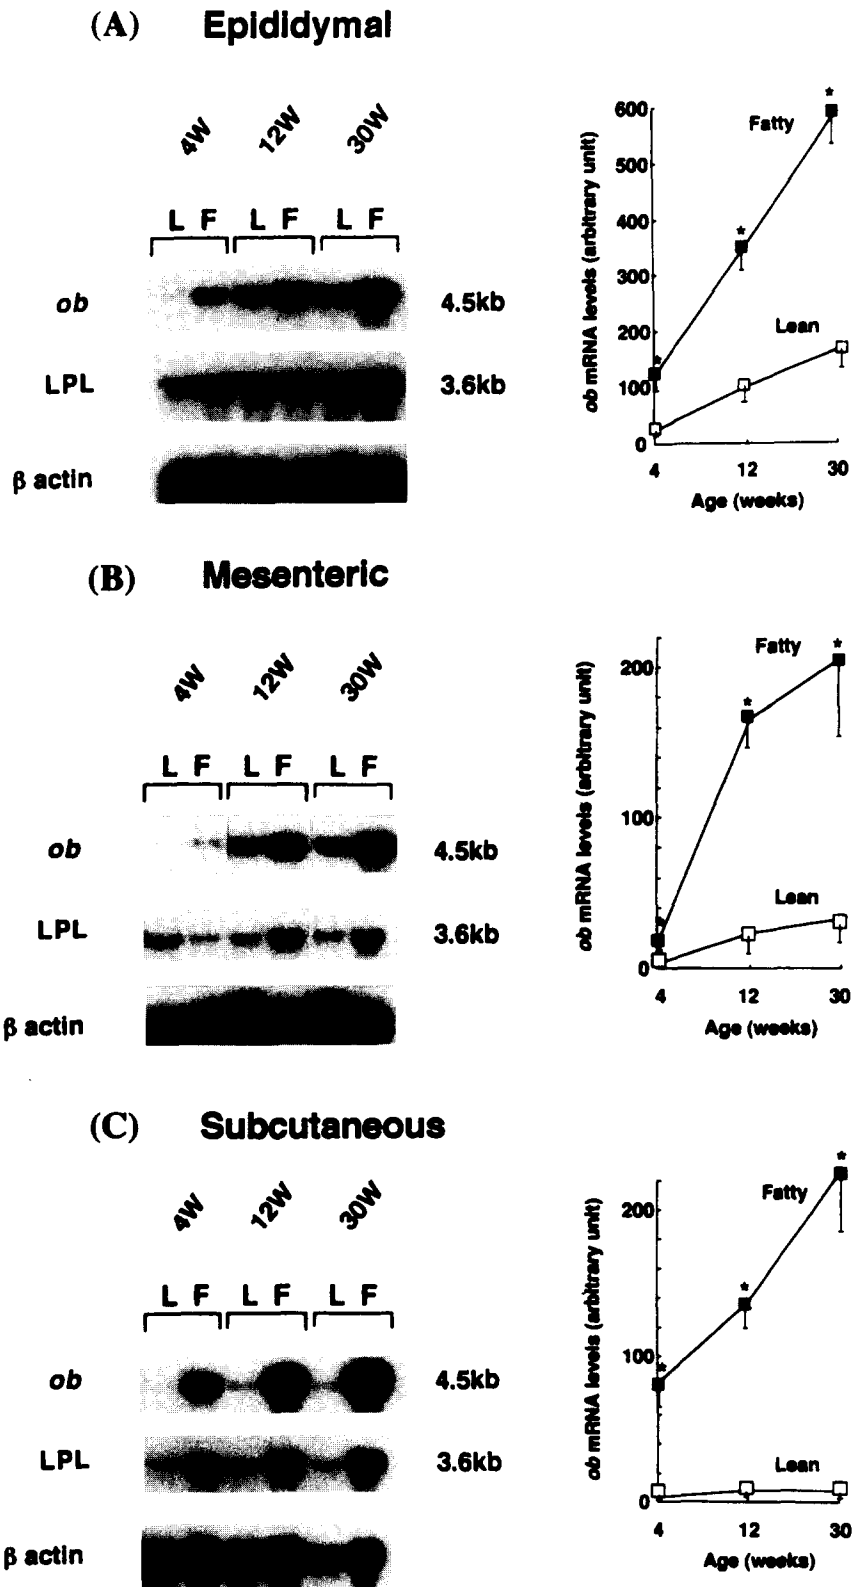 (A) Epididymal
4W 12W 30W
L F L F L F
ob 4.5kb
LPL 3.6kb
β actin
ob mRNA levels (arbitrary unit)
600
500
400
300
200
100
0
Fatty
Lean
* * *
4 12 30
Age (weeks)
(B) Mesenteric
4W 12W 30W
L F L F L F
ob 4.5kb
LPL 3.6kb
β actin
ob mRNA levels (arbitrary unit)
200
100
0
Fatty
Lean
* * *
4 12 30
Age (weeks)
(C) Subcutaneous
4W 12W 30W
L F L F L F
ob 4.5kb
LPL 3.6kb
β actin
ob mRNA levels (arbitrary unit)
200
100
0
Fatty
Lean
* * *
4 12 30
Age (weeks)